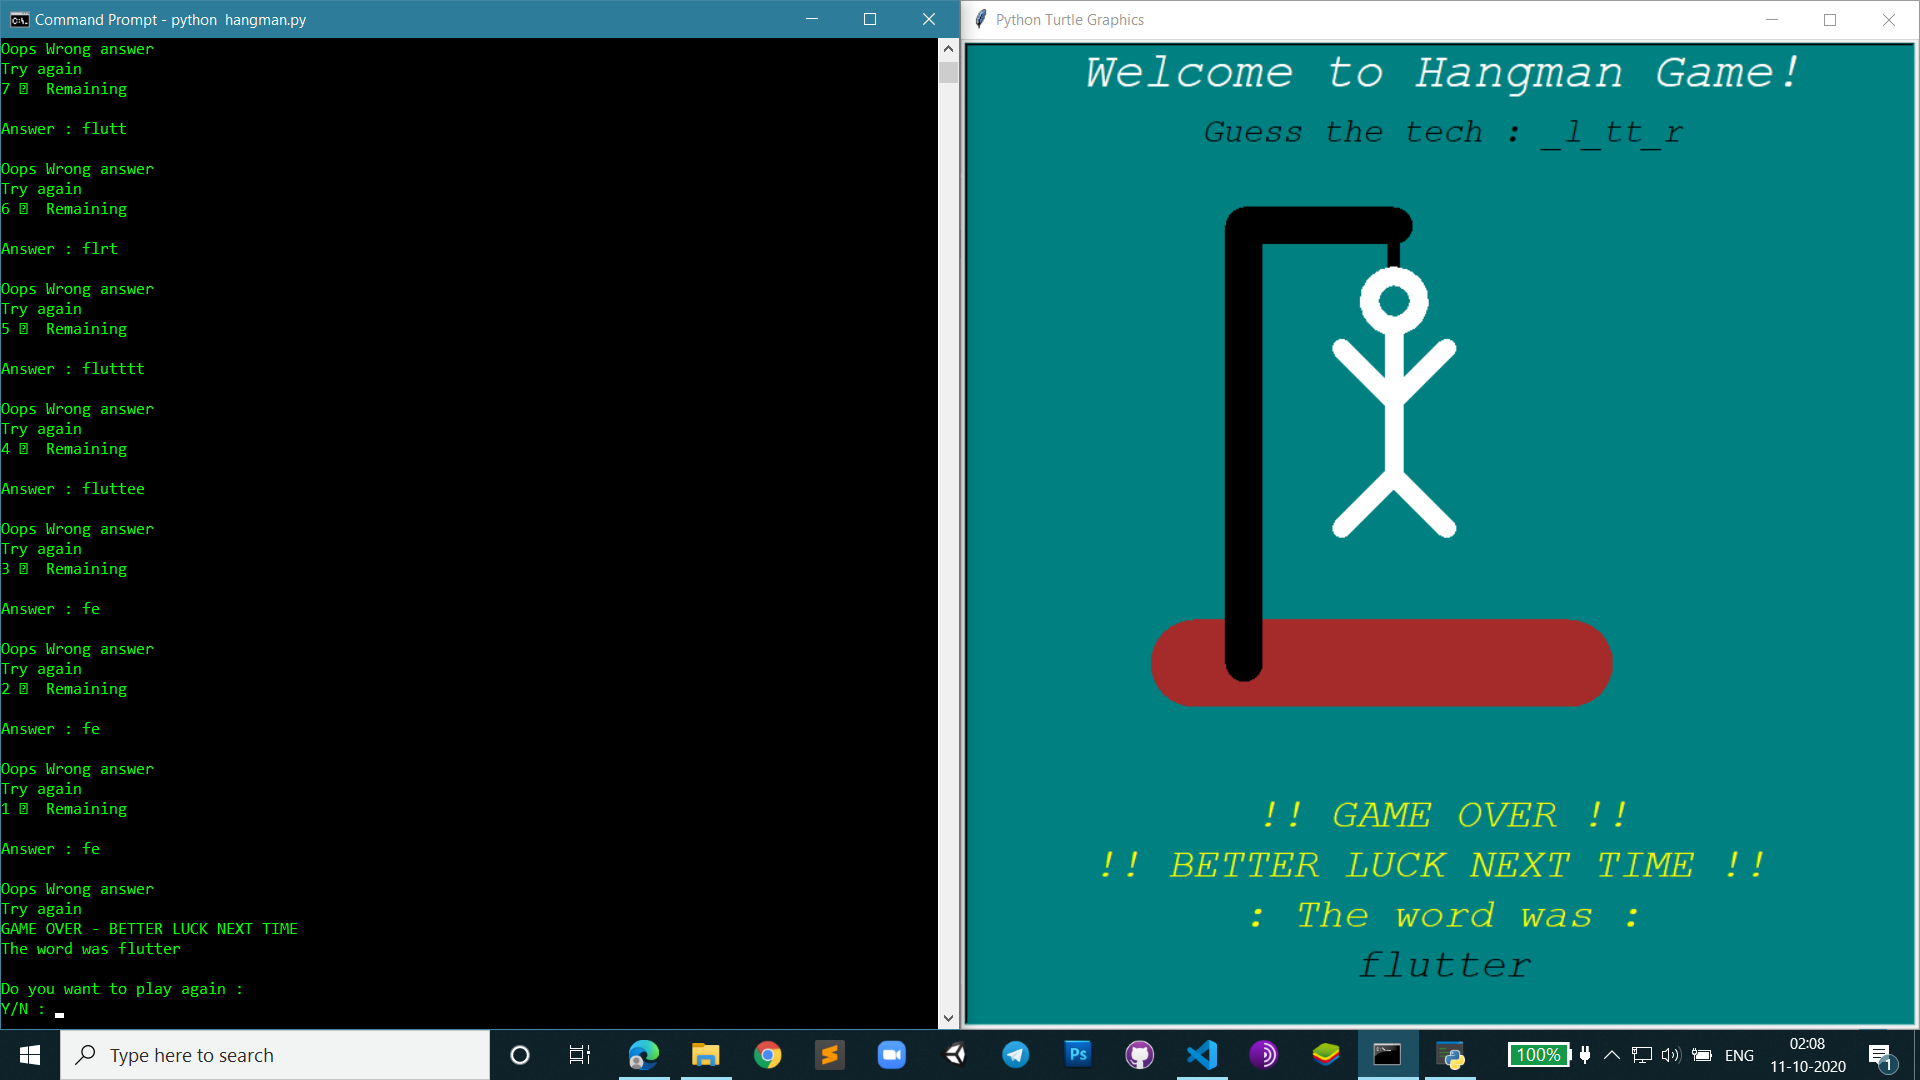 Command Prompt - python  hangman.py
Oops Wrong answer
Try again
7 Remaining
Answer : flutt
Oops Wrong answer
Try again
6 Remaining
Answer : flrt
Oops Wrong answer
Try again
5 Remaining
Answer : flutttt
Oops Wrong answer
Try again
4 Remaining
Answer : fluttee
Oops Wrong answer
Try again
3 Remaining
Answer : fe
Oops Wrong answer
Try again
2 Remaining
Answer : fe
Oops Wrong answer
Try again
1 Remaining
Answer : fe
Oops Wrong answer
Try again
GAME OVER - BETTER LUCK NEXT TIME
The word was flutter
Do you want to play again :
Y/N :
Python Turtle Graphics
Welcome to Hangman Game!
Guess the tech : _l_tt_r
!! GAME OVER !!
!! BETTER LUCK NEXT TIME !!
: The word was :
flutter
Type here to search
Ps
100%
ENG
02:08
11-10-2020
1